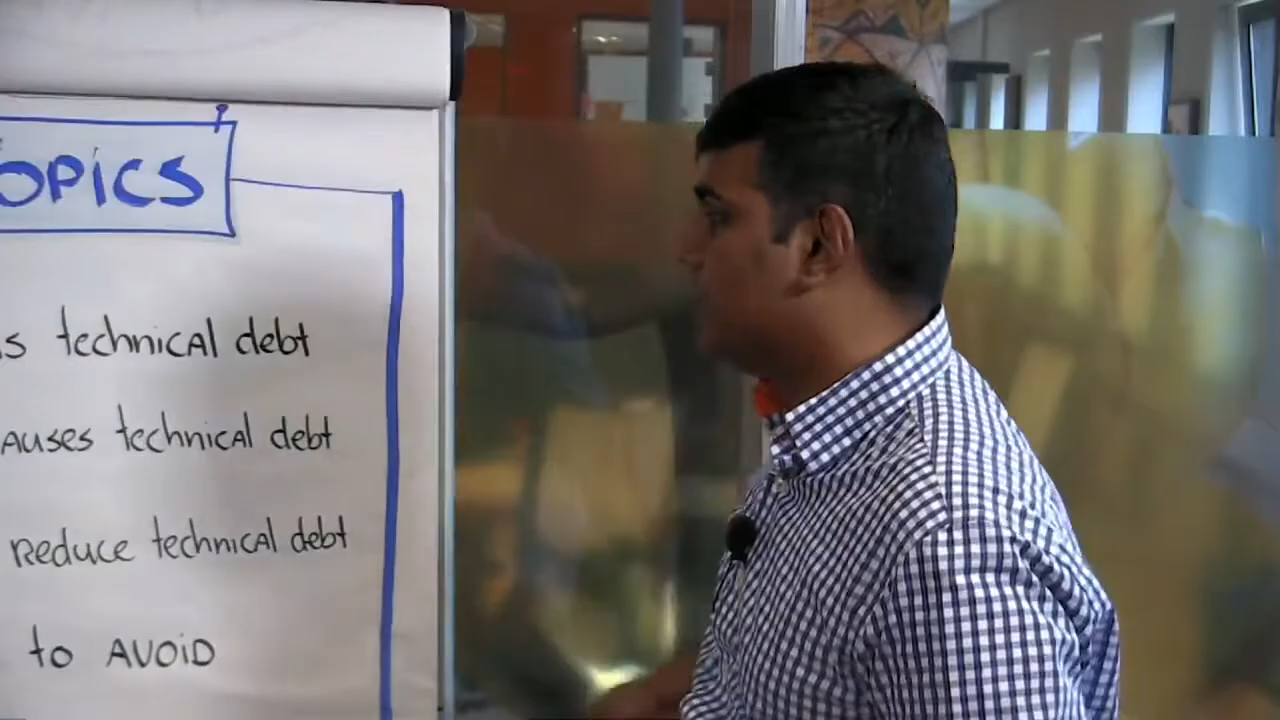 OPICS
s technical debt
auses technical debt
Reduce technical debt
to AVOID